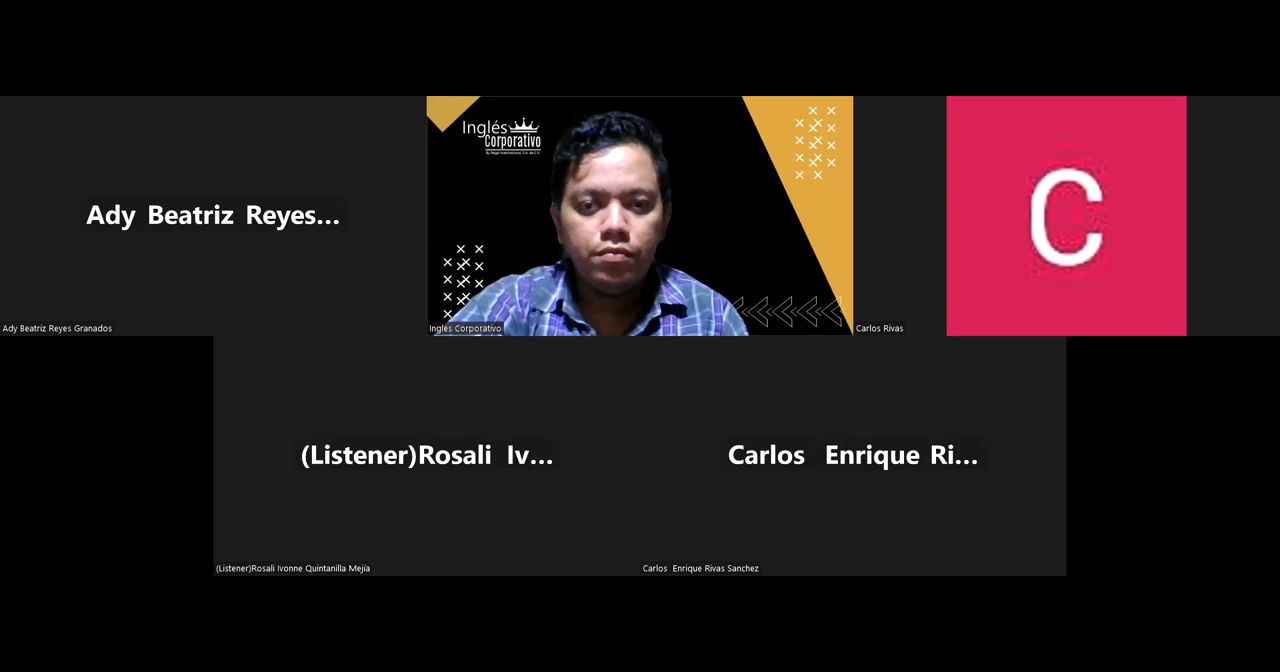 Ady Beatriz Reyes...
Ady Beatriz Reyes Granados
Inglés
Corporativo
Ingles Corporativo
C
Carlos Rivas
(Listener)Rosali Iv...
(Listener)Rosali Ivonne Quintanilla Mejía
Carlos Enrique Ri...
Carlos Enrique Rivas Sanchez